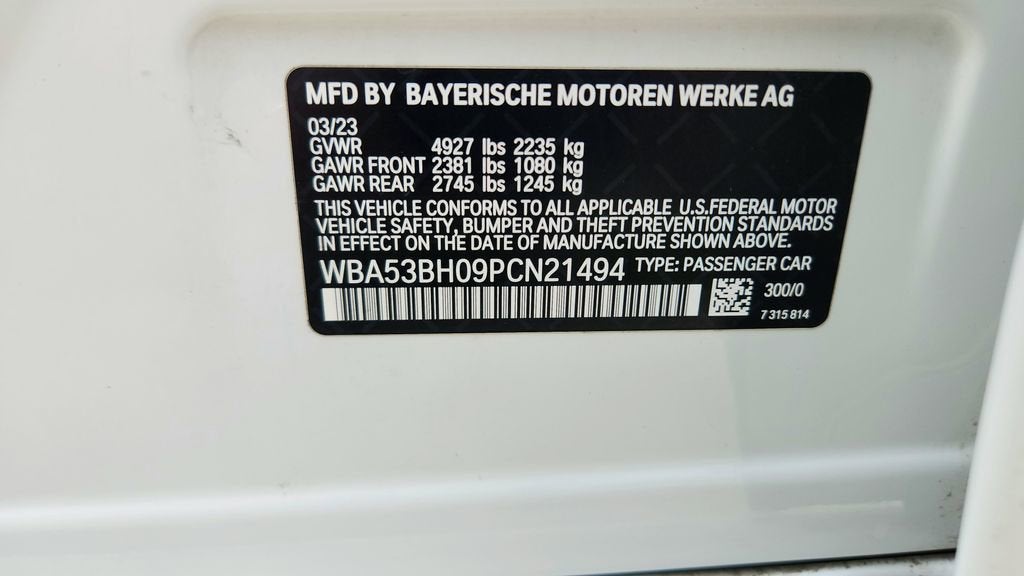 MFD BY BAYERISCHE MOTOREN WERKE AG
03/23
GVWR 4927 lbs 2235 kg
GAWR FRONT 2381 lbs 1080 kg
GAWR REAR 2745 lbs 1245 kg
THIS VEHICLE CONFORMS TO ALL APPLICABLE U.S.FEDERAL MOTOR
VEHICLE SAFETY, BUMPER AND THEFT PREVENTION STANDARDS
IN EFFECT ON THE DATE OF MANUFACTURE SHOWN ABOVE.
WBA53BH09PCN21494 TYPE: PASSENGER CAR
300/0
7 315 814